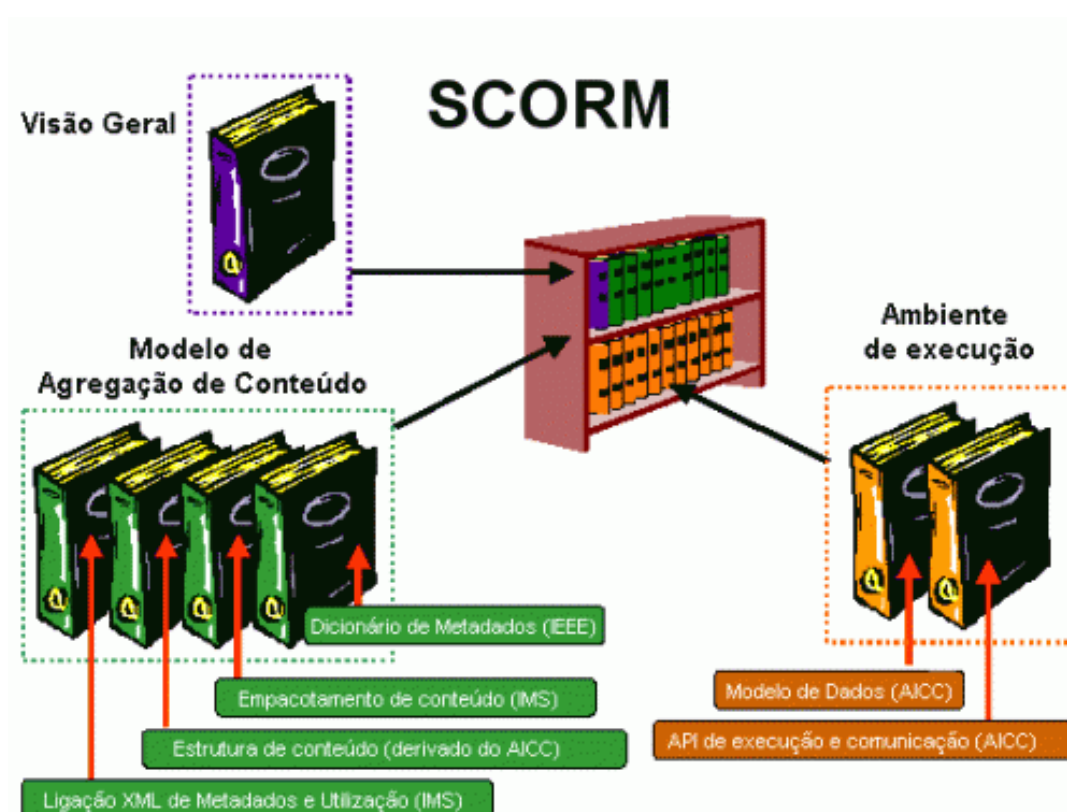 SCORM
Visão Geral
Modelo de
Agregação de Conteúdo
Ambiente
de execução
Dicionário de Metadados (IEEE)
Empacotamento de conteúdo (IMS)
Estrutura de conteúdo (derivado do AICC)
Ligação XML de Metadados e Utilização (IMS)
Modelo de Dados (AICC)
API de execução e comunicação (AICC)